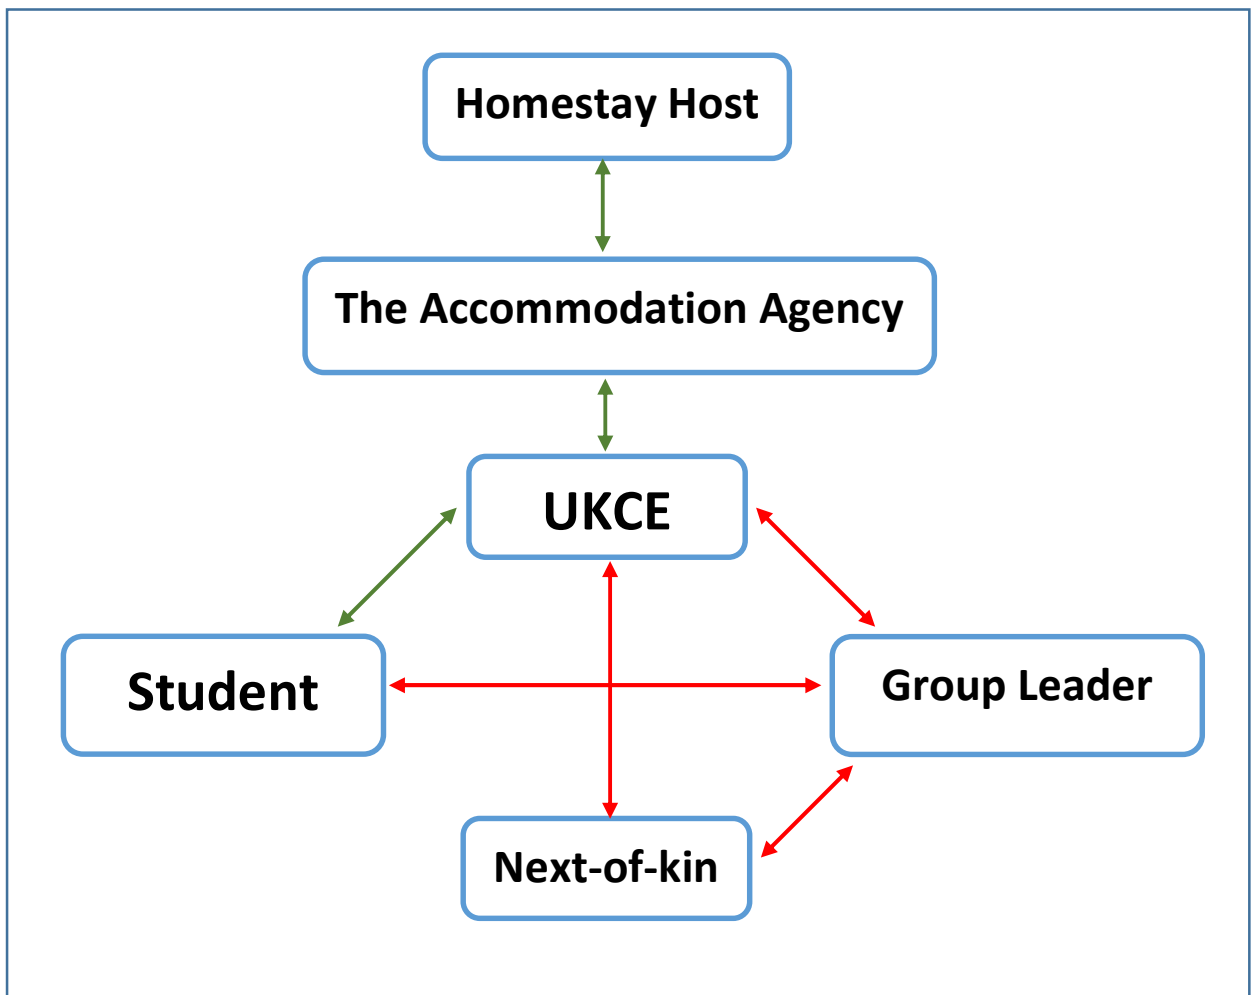 Homestay Host
The Accommodation Agency
UKCE
Student
Group Leader
Next-of-kin